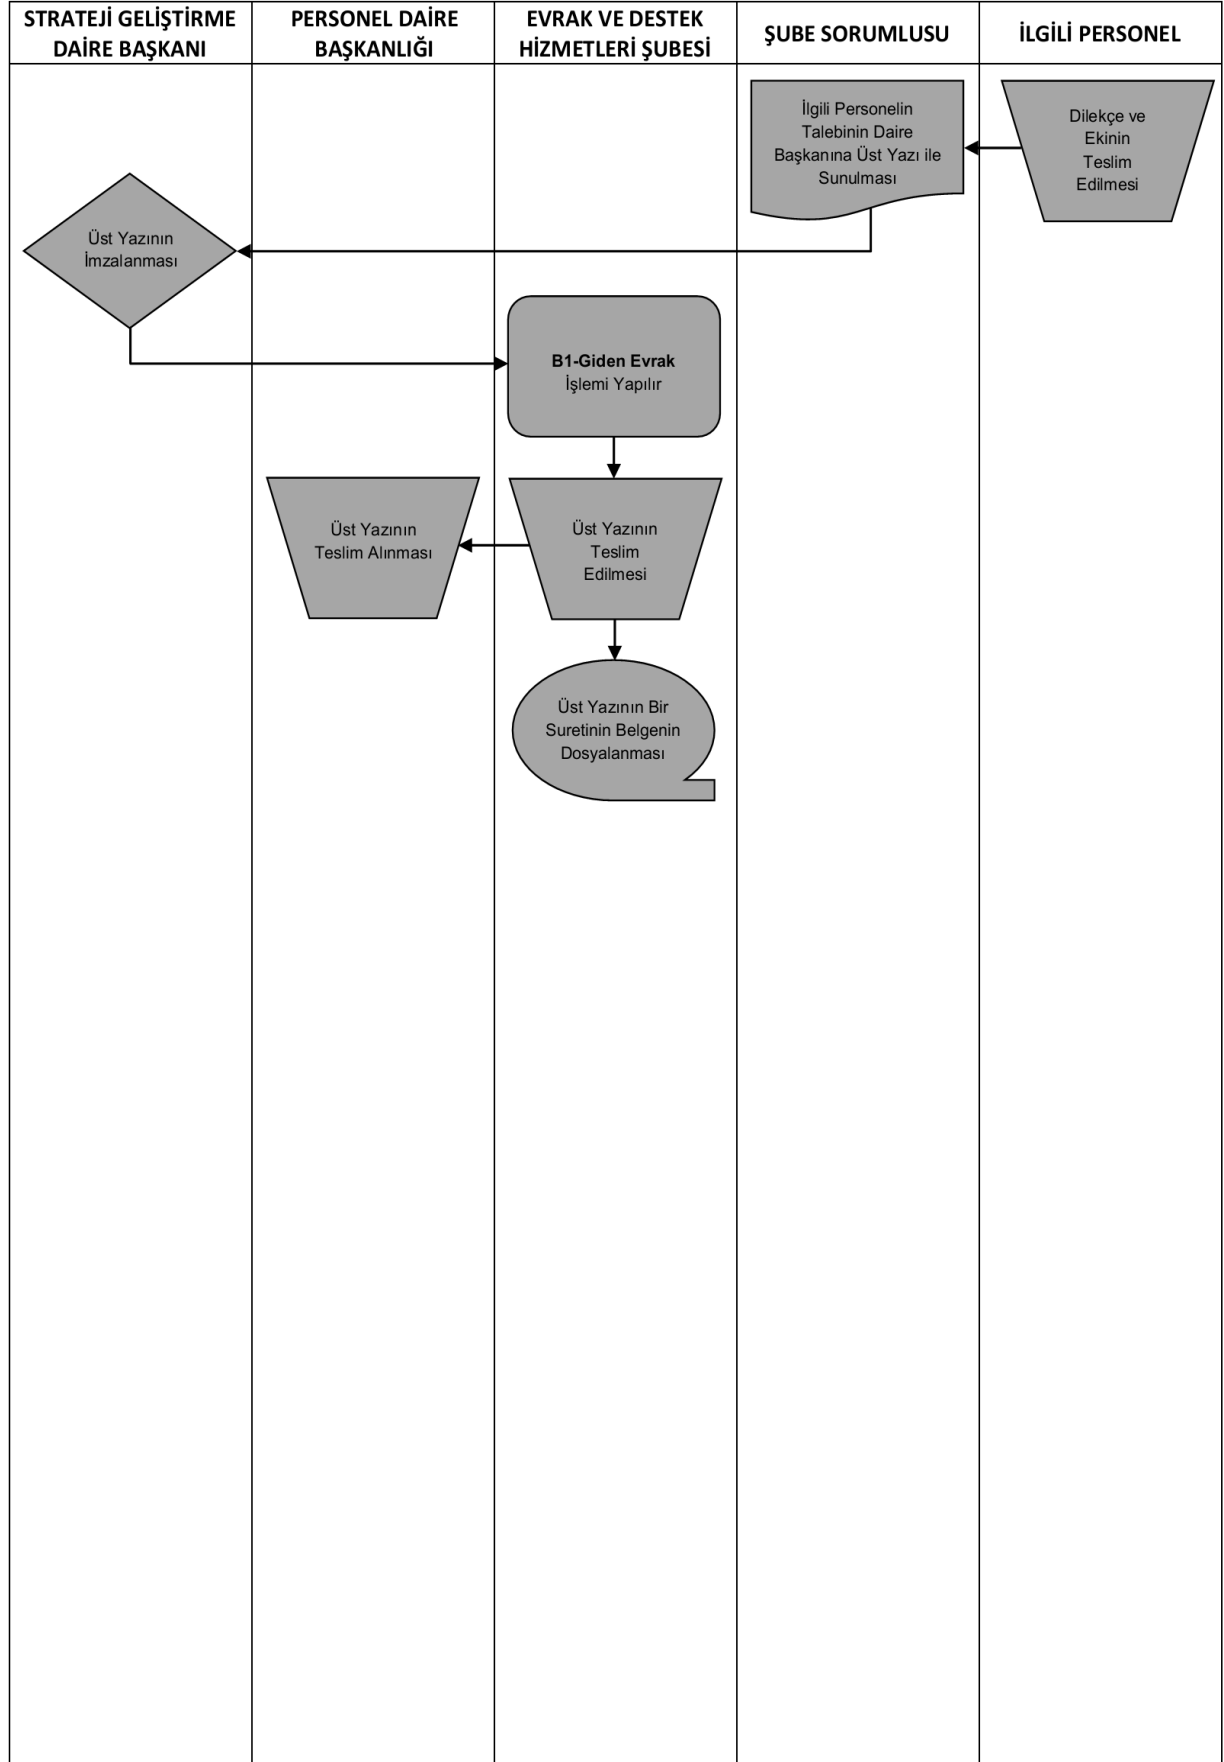 STRATEJİ GELİŞTİRME
DAİRE BAŞKANI
PERSONEL DAİRE
BAŞKANLIĞI
EVRAK VE DESTEK
HİZMETLERİ ŞUBESİ
ŞUBE SORUMLUSU
İLGİLİ PERSONEL
İlgili Personelin
Talebinin Daire
Başkanına Üst Yazı ile
Sunulması
Dilekçe ve
Ekinin
Teslim
Edilmesi
Üst Yazının
İmzalanması
B1-Giden Evrak
İşlemi Yapılır
Üst Yazının
Teslim Alınması
Üst Yazının
Teslim
Edilmesi
Üst Yazının Bir
Suretinin Belgenin
Dosyalanması